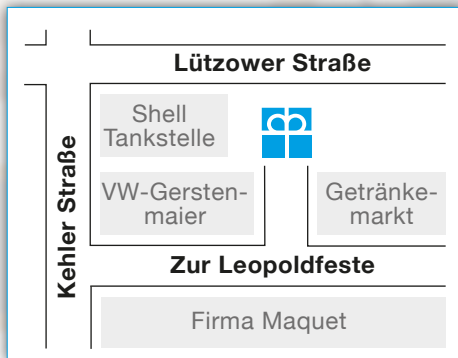 Lützower Straße
Shell
Tankstelle
Kehler Straße
VW-Gersten-
maier
Getränke-
markt
Zur Leopoldfeste
Firma Maquet